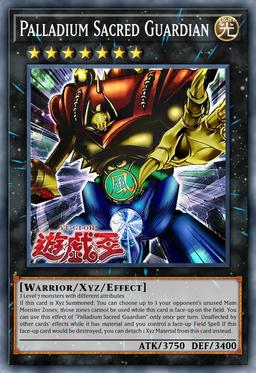 PALLADIUM SACRED GUARDIAN
光
風
遊戯王
[WARRIOR/XYZ/EFFECT]
3 Level 7 monsters with different attributes
If this card is Xyz Summoned: You can choose up to 3 your opponent's unused Main
Monster Zones; those zones cannot be used while this card is face-up on the field. You
can use this effect of "Palladium Sacred Guardian" only once per turn. Unaffected by
other cards' effects while it has material and you control a face-up Field Spell. If this
face-up card would be destroyed, you can detach 1 Xyz Material from this card instead.
ATK/3750 DEF/3400